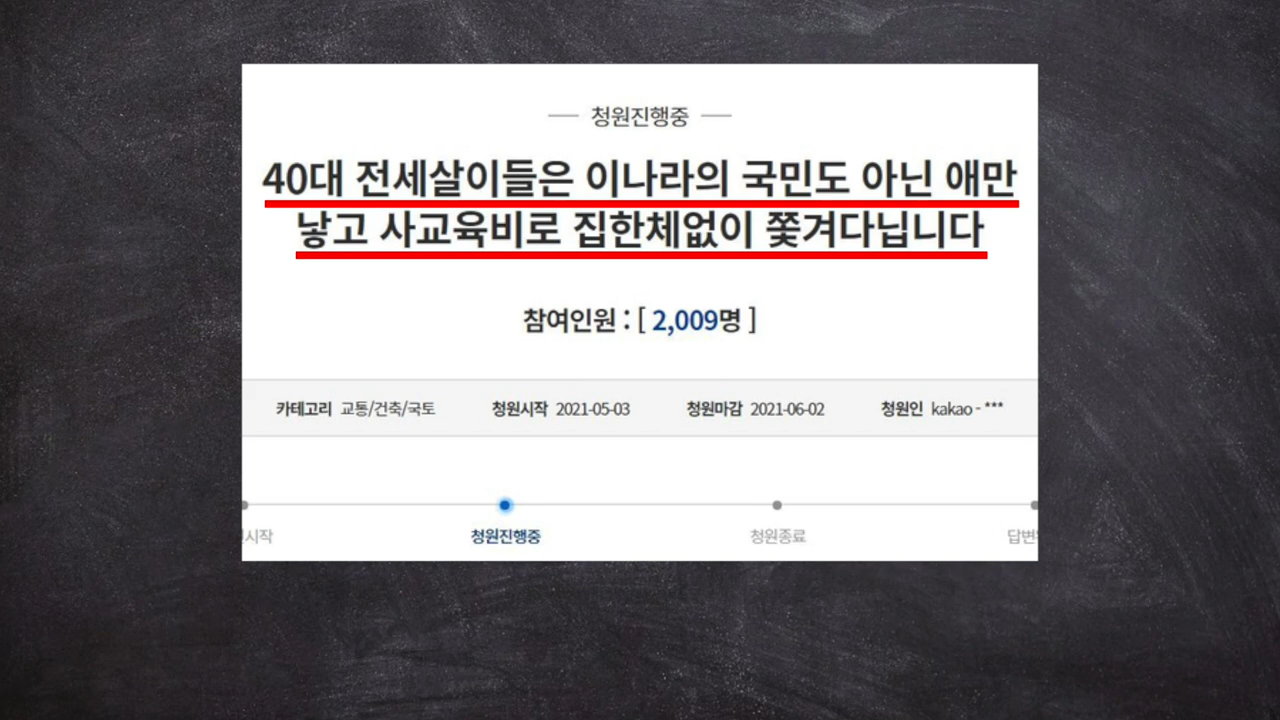 청원진행중
40대 전세살이들은 이나라의 국민도 아닌 애만
낳고 사교육비로 집한체없이 쫓겨다닙니다
참여인원 : [ 2,009명 ]
카테고리 교통/건축/국토 청원시작 2021-05-03 청원마감 2021-06-02 청원인 kakao - ***
시작 청원진행중 청원종료 답변